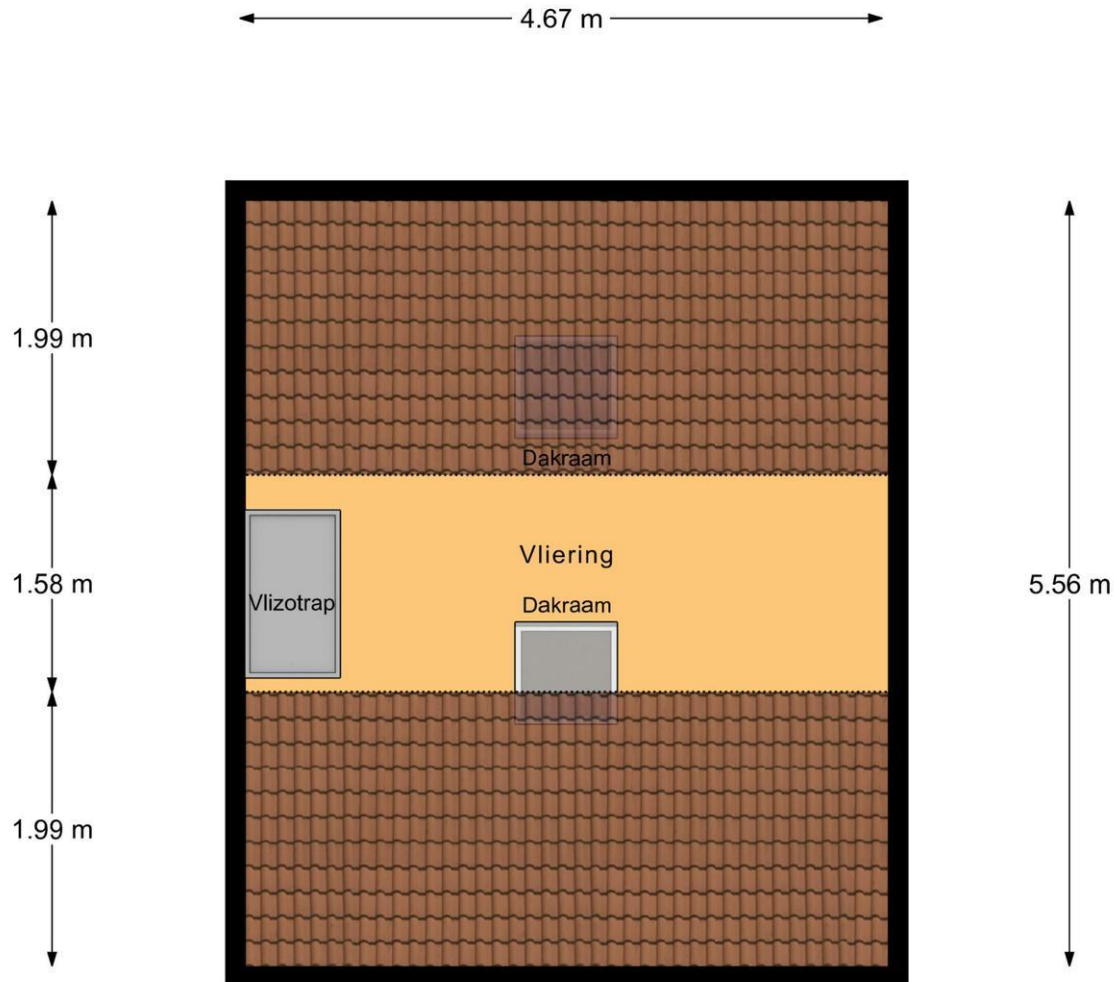 4.67 m
1.99 m
Dakraam
Vliering
1.58 m
5.56 m
Vlizotrap
Dakraam
1.99 m